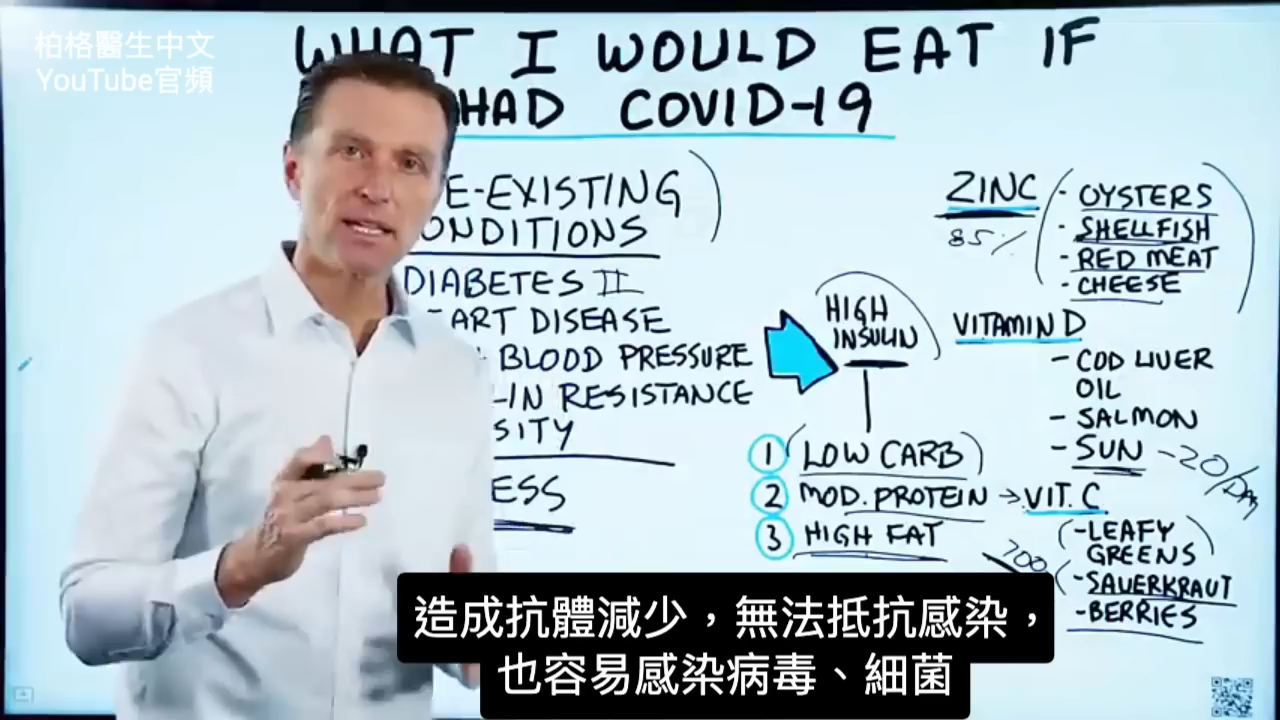 柏格醫生中文
YouTube官頻
WHAT I WOULD EAT IF
HAD COVID-19
E-EXISTING
ONDITIONS
DIABETES II
ART DISEASE
BLOOD PRESSURE
LIN RESISTANCE
SITY
ESS
HIGH
INSULIN
1 LOW CARB
2 MOD. PROTEIN → VIT. C
3 HIGH FAT
ZINC
85%
- OYSTERS
- SHELLFISH
- RED MEAT
- CHEESE
VITAMIN D
- COD LIVER
OIL
- SALMON
- SUN - 20/DAY
- LEAFY
GREENS
700
- SAUERKRAUT
- BERRIES
造成抗體減少，無法抵抗感染，
也容易感染病毒、細菌